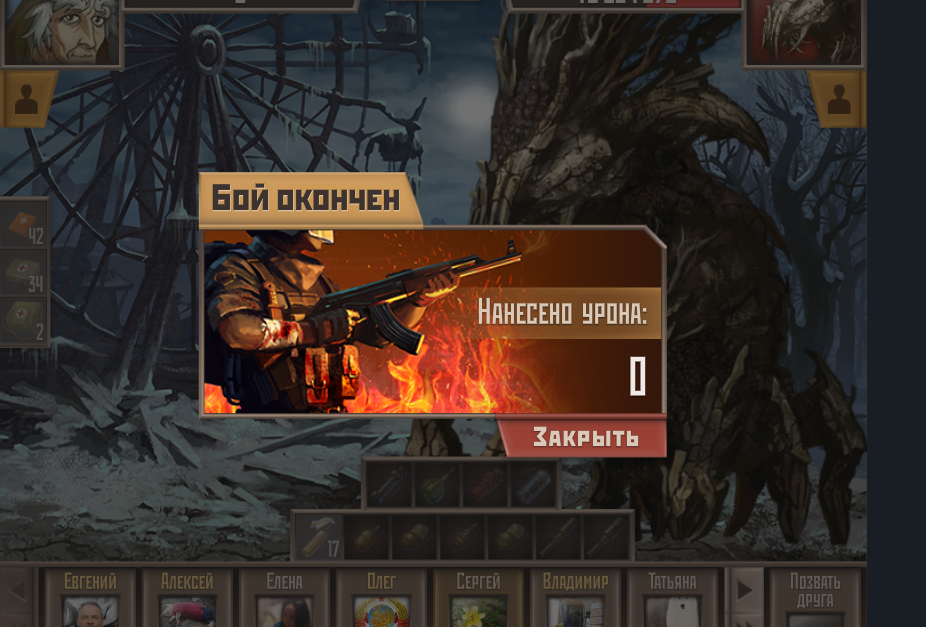 Бой окончен
42
Нанесено урона:
34
2
0
Закрыть
17
Евгений
Алексей
Елена
Олег
Сергей
Владимир
Татьяна
Позвать
друга